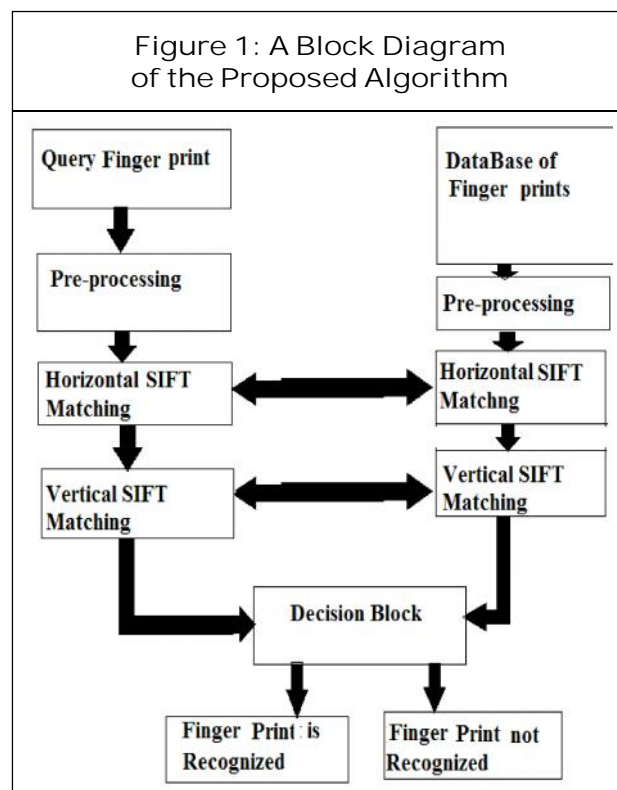 Figure 1: A Block Diagram
of the Proposed Algorithm
Query Finger print
DataBase of
Finger prints
Pre-processing
Pre-processing
Horizontal SIFT
Matching
Horizontal SIFT
Matchng
Vertical SIFT
Matching
Vertical SIFT
Matching
Decision Block
Finger Print is
Recognized
Finger Print not
Recognized